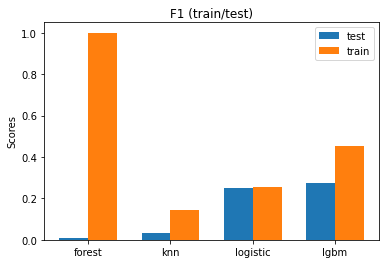 F1 (train/test)
test
train
Scores
1.0
0.8
0.6
0.4
0.2
0.0
forest
knn
logistic
lgbm